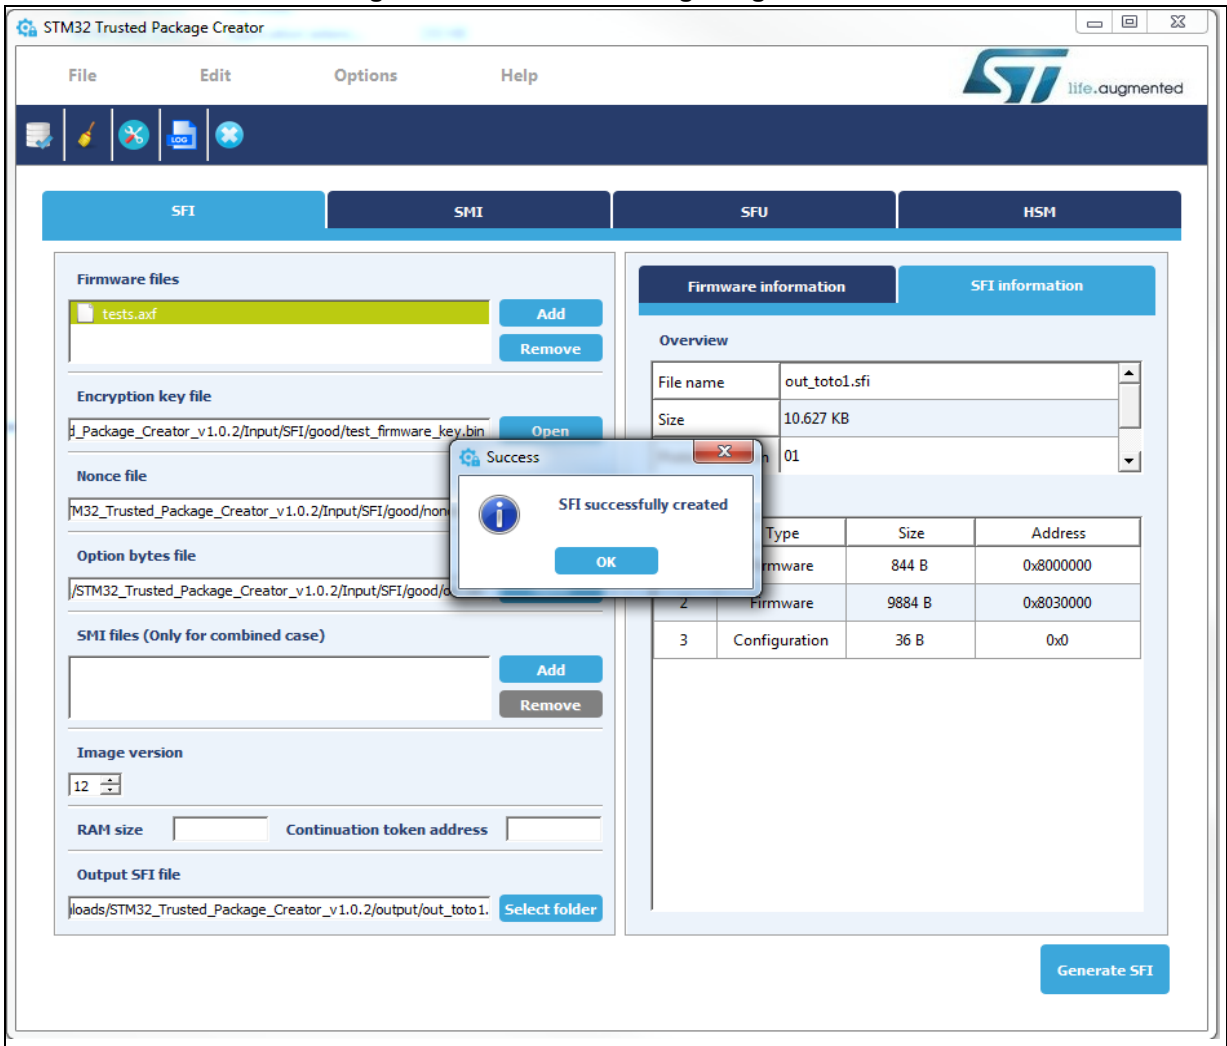 STM32 Trusted Package Creator
File Edit Options Help
life.augmented
LOG
SFI SMI SFU HSM
Firmware files
tests.axf
Add
Remove
Encryption key file
d_Package_Creator_v1.0.2/Input/SFI/good/test_firmware_key.bin
Open
Nonce file
TM32_Trusted_Package_Creator_v1.0.2/Input/SFI/good/non
Option bytes file
/STM32_Trusted_Package_Creator_v1.0.2/Input/SFI/good/o
SMI files (Only for combined case)
Add
Remove
Image version
12
RAM size Continuation token address
Output SFI file
loads/STM32_Trusted_Package_Creator_v1.0.2/output/out_toto1.
Select folder
Firmware information SFI information
Overview
File name out_toto1.sfi
Size 10.627 KB
01
Type Size Address
rmware 844 B 0x8000000
2 Firmware 9884 B 0x8030000
3 Configuration 36 B 0x0
Success
SFI successfully created
OK
Generate SFI